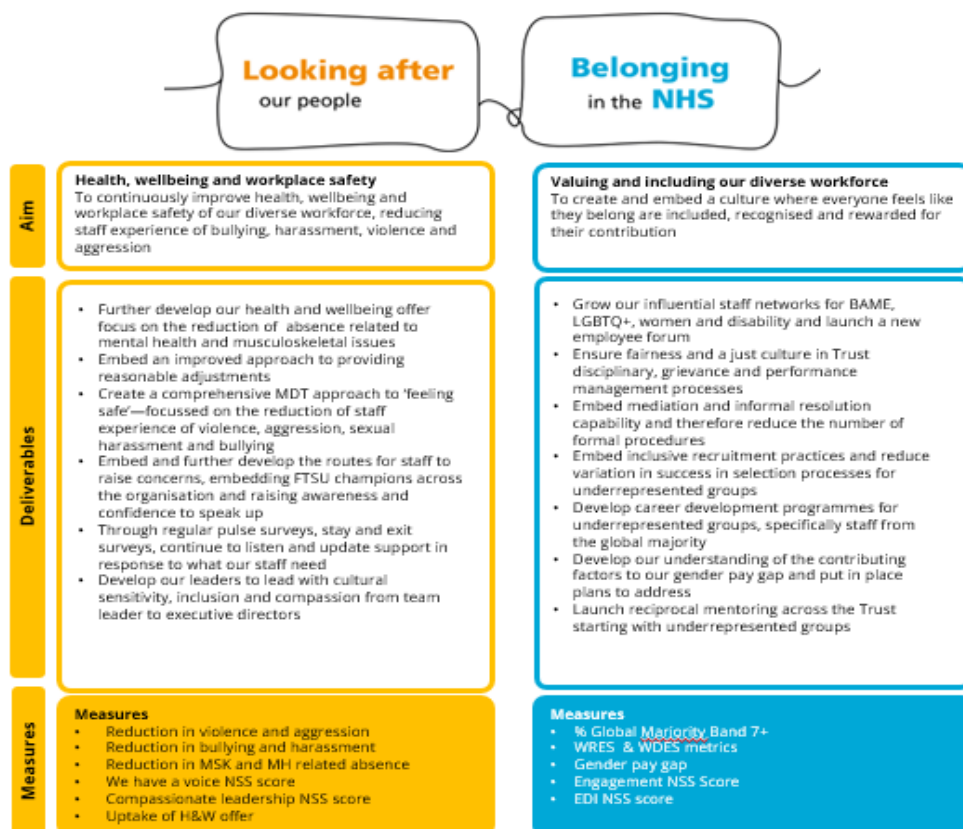 Looking after
our people
Belonging
in the NHS
Aim
Health, wellbeing and workplace safety
To continuously improve health, wellbeing and
workplace safety of our diverse workforce, reducing
staff experience of bullying, harassment, violence and
aggression
Valuing and including our diverse workforce
To create and embed a culture where everyone feels like
they belong are included, recognised and rewarded for
their contribution
Deliverables
• Further develop our health and wellbeing offer
focus on the reduction of absence related to
mental health and musculoskeletal issues
• Embed an improved approach to providing
reasonable adjustments
• Create a comprehensive MDT approach to ‘feeling
safe’—focussed on the reduction of staff
experience of violence, aggression, sexual
harassment and bullying
• Embed and further develop the routes for staff to
raise concerns, embedding FTSU champions across
the organisation and raising awareness and
confidence to speak up
• Through regular pulse surveys, stay and exit
surveys, continue to listen and update support in
response to what our staff need
• Develop our leaders to lead with cultural
sensitivity, inclusion and compassion from team
leader to executive directors
• Grow our influential staff networks for BAME,
LGBTQ+, women and disability and launch a new
employee forum
• Ensure fairness and a just culture in Trust
disciplinary, grievance and performance
management processes
• Embed mediation and informal resolution
capability and therefore reduce the number of
formal procedures
• Embed inclusive recruitment practices and reduce
variation in success in selection processes for
underrepresented groups
• Develop career development programmes for
underrepresented groups, specifically staff from
the global majority
• Develop our understanding of the contributing
factors to our gender pay gap and put in place
plans to address
• Launch reciprocal mentoring across the Trust
starting with underrepresented groups
Measures
Measures
• Reduction in violence and aggression
• Reduction in bullying and harassment
• Reduction in MSK and MH related absence
• We have a voice NSS score
• Compassionate leadership NSS score
• Uptake of H&W offer
Measures
• % Global Marjority Band 7+
• WRES & WDES metrics
• Gender pay gap
• Engagement NSS Score
• EDI NSS score